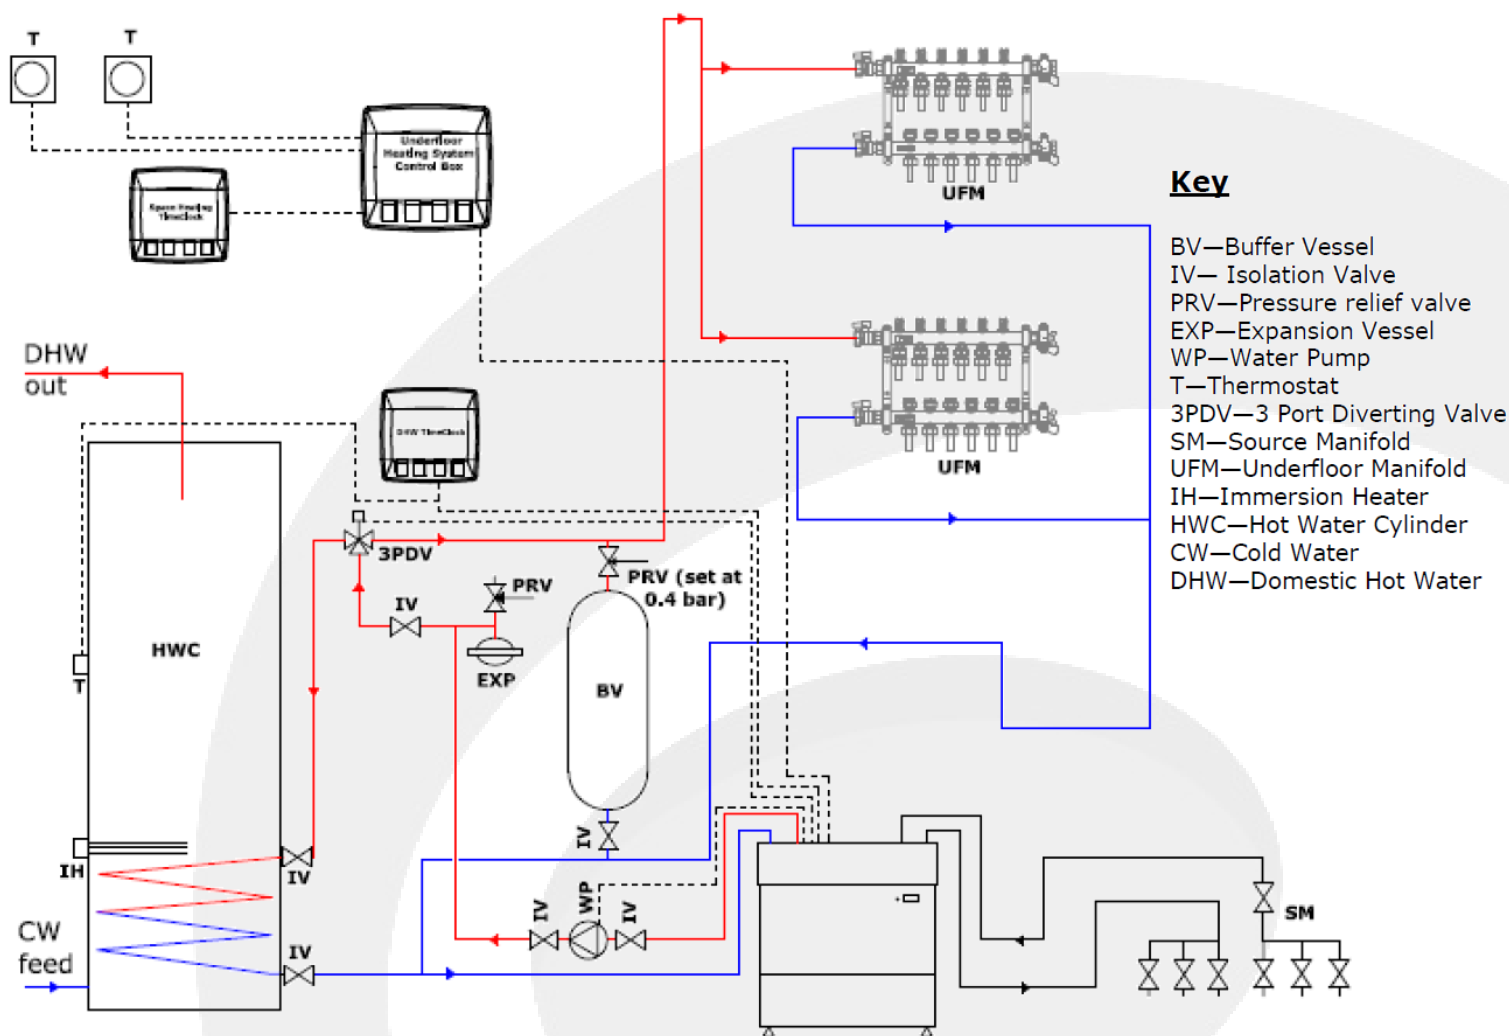 T
T
Underfloor
Heating System
Control Box
Space Heating
TimeClock
UFM
Key
BV—Buffer Vessel
IV— Isolation Valve
PRV—Pressure relief valve
EXP—Expansion Vessel
WP—Water Pump
T—Thermostat
3PDV—3 Port Diverting Valve
SM—Source Manifold
UFM—Underfloor Manifold
IH—Immersion Heater
HWC—Hot Water Cylinder
CW—Cold Water
DHW—Domestic Hot Water
DHW
out
DHW TimeClock
UFM
3PDV
PRV
PRV (set at
0.4 bar)
IV
HWC
T
EXP
BV
IV
IH
IV
WP
IV
IV
SM
CW
feed
IV